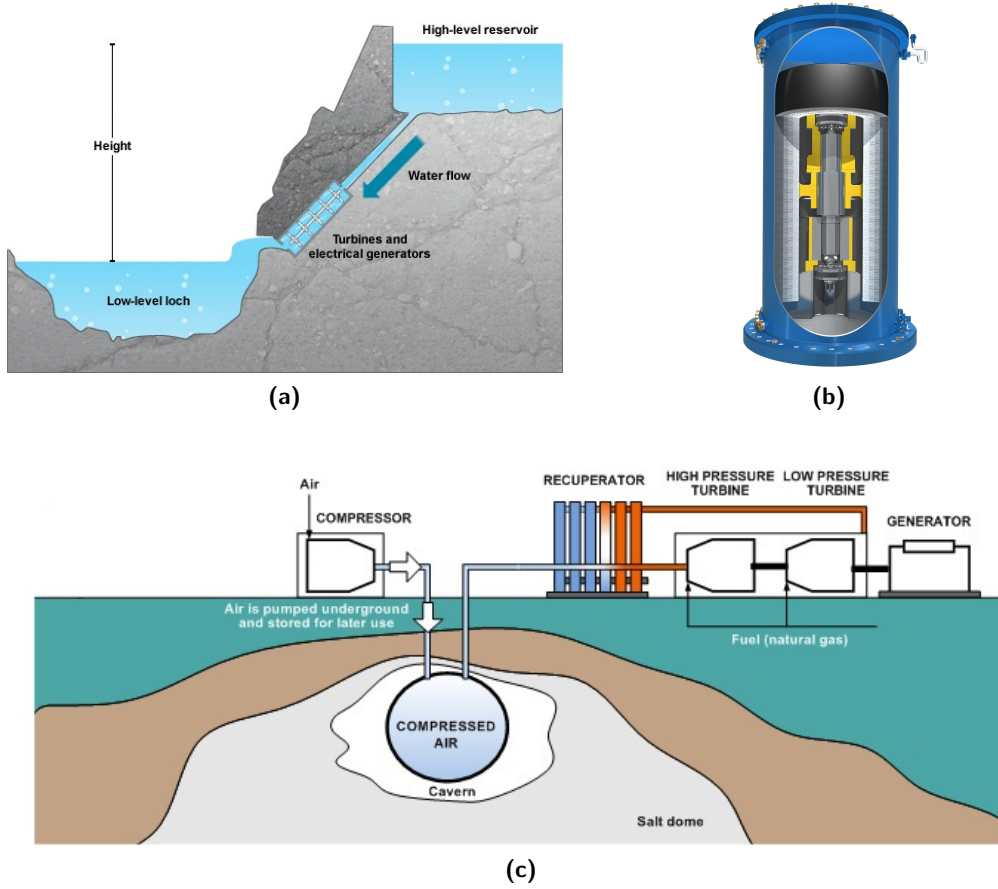 High-level reservoir
Height
Water flow
Turbines and
electrical generators
Low-level loch
(a)
(b)
Air
COMPRESSOR
RECUPERATOR
HIGH PRESSURE
TURBINE
LOW PRESSURE
TURBINE
GENERATOR
Air is pumped underground
and stored for later use
Fuel (natural gas)
COMPRESSED
AIR
Cavern
Salt dome
(c)